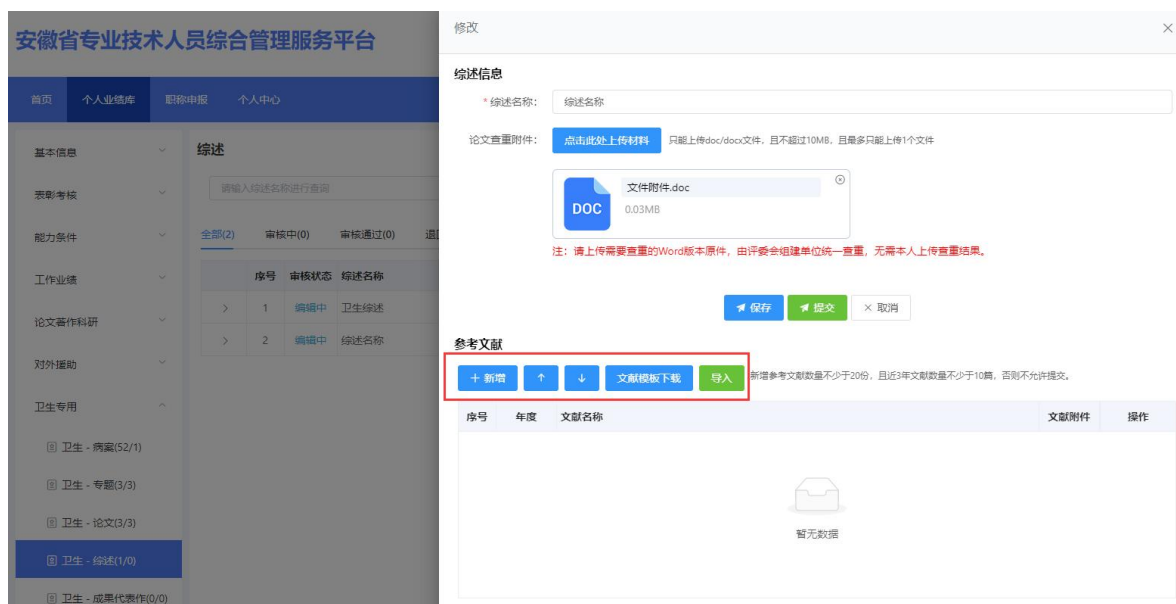 安徽省专业技术人员综合管理服务平台
首页 个人业绩库 职称申报 个人中心
基本信息
表彰考核
能力条件
工作业绩
论文著作科研
对外援助
卫生专用
卫生 - 病案(52/1)
卫生 - 专题(3/3)
卫生 - 论文(3/3)
卫生 - 综述(1/0)
卫生 - 成果代表作(0/0)
综述
请输入综述名称进行查询
全部(2) 审核中(0) 审核通过(0) 退
序号 审核状态 综述名称
1 编辑中 卫生综述
2 编辑中 综述名称
修改
综述信息
* 综述名称: 综述名称
论文查重附件: 点击此处上传材料 只能上传doc/docx文件，且不超过10MB，且最多只能上传1个文件
DOC 文件附件.doc
0.03MB
注：请上传需要查重的Word版本原件，由评委会组建单位统一查重，无需本人上传查重结果。
保存 提交 × 取消
参考文献
+ 新增 ↑ ↓ 文献模板下载 导入 新增参考文献数量不少于20份，且近3年文献数量不少于10篇，否则不允许提交。
序号 年度 文献名称 文献附件 操作
暂无数据